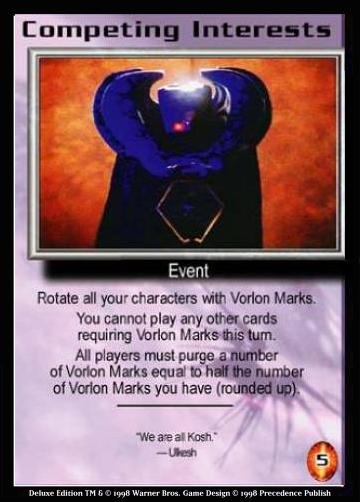 Competing Interests
Event
Rotate all your characters with Vorlon Marks.
You cannot play any other cards
requiring Vorlon Marks this turn.
All players must purge a number
of Vorlon Marks equal to half the number
of Vorlon Marks you have (rounded up).
"We are all Kosh."
— Ulkesh
5
Deluxe Edition TM & © 1998 Warner Bros. Game Design © 1998 Precedence Publish